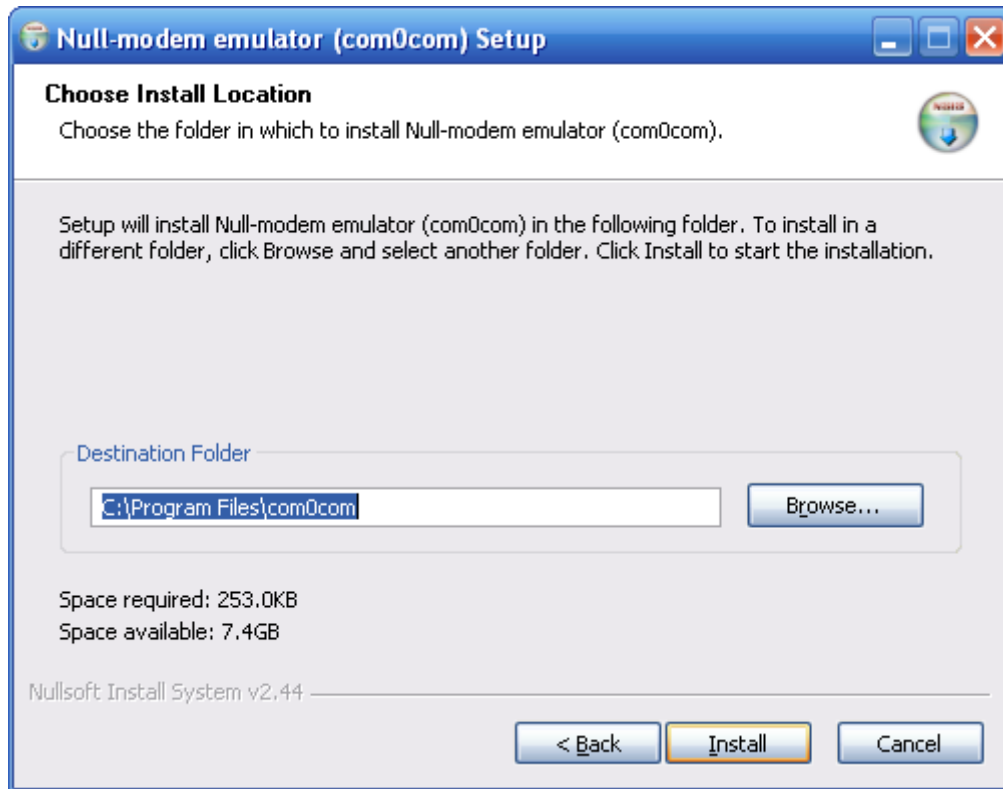 Null-modem emulator (com0com) Setup
Choose Install Location
Choose the folder in which to install Null-modem emulator (com0com).
Setup will install Null-modem emulator (com0com) in the following folder. To install in a
different folder, click Browse and select another folder. Click Install to start the installation.
Destination Folder
C:\Program Files\com0com
Browse...
Space required: 253.0KB
Space available: 7.4GB
Nullsoft Install System v2.44
< Back
Install
Cancel